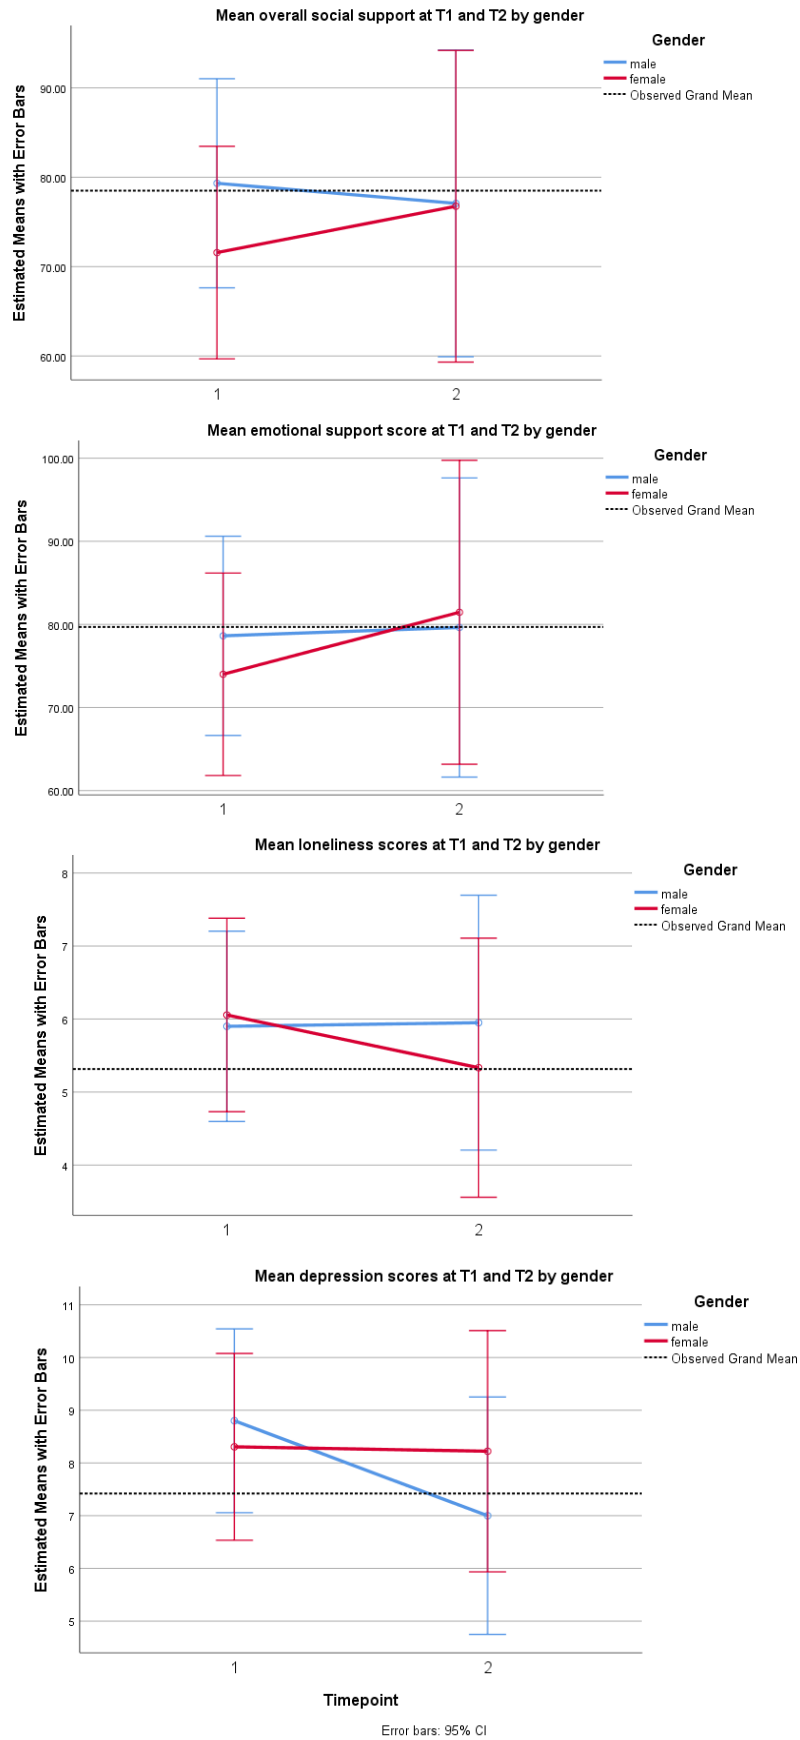 Mean overall social support at T1 and T2 by gender
Gender
male
female
Observed Grand Mean
Estimated Means with Error Bars
90.00
80.00
70.00
60.00
1
2
Mean emotional support score at T1 and T2 by gender
Gender
male
female
Observed Grand Mean
Estimated Means with Error Bars
100.00
90.00
80.00
70.00
60.00
1
2
Mean loneliness scores at T1 and T2 by gender
Gender
male
female
Observed Grand Mean
Estimated Means with Error Bars
8
7
6
5
4
1
2
Mean depression scores at T1 and T2 by gender
Gender
male
female
Observed Grand Mean
Estimated Means with Error Bars
11
10
9
8
7
6
5
1
2
Timepoint
Error bars: 95% CI